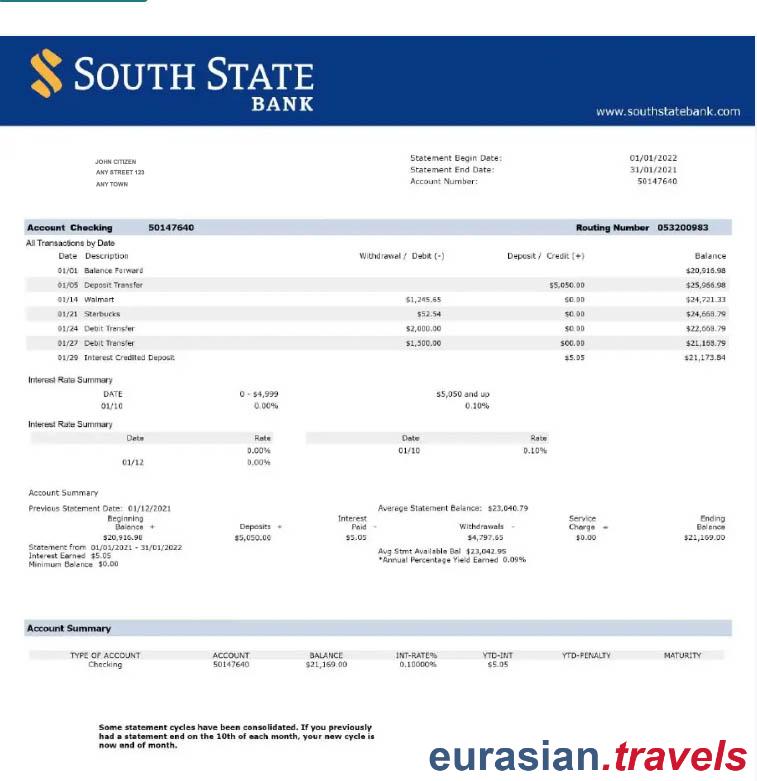 SOUTH STATE
BANK
www.southstatebank.com
JOHN CITIZEN
ANY STREET 123
ANY TOWN
Statement Begin Date: 01/01/2022
Statement End Date: 31/01/2021
Account Number: 50147640
Account Checking 50147640 Routing Number 053200983
All Transactions by Date
Date Description Withdrawal / Debit (-) Deposit / Credit (+) Balance
01/01 Balance Forward $20,916.98
01/05 Deposit Transfer $5,050.00 $25,966.98
01/14 Walmart $1,245.65 $0.00 $24,721.33
01/21 Starbucks $52.54 $0.00 $24,668.79
01/24 Debit Transfer $2,000.00 $0.00 $22,668.79
01/27 Debit Transfer $1,500.00 $00.00 $21,168.79
01/29 Interest Credited Deposit $5.05 $21,173.84
Interest Rate Summary
DATE 0 - $4,999 $5,050 and up
01/10 0.00% 0.10%
Interest Rate Summary
Date Rate Date Rate
0.00% 01/10 0.10%
01/12 0.00%
Account Summary
Previous Statement Date: 01/12/2021 Average Statement Balance: $23,040.79
Beginning Interest Service Ending
Balance + Deposits + Paid - Withdrawals - Charge = Balance
$20,916.98 $5,050.00 $5.05 $4,797.65 $0.00 $21,169.00
Statement from 01/01/2021 - 31/01/2022
Interest Earned $5.05
Minimum Balance $0.00
Avg Stmt Available Bal $23,042.95
*Annual Percentage Yield Earned 0.09%
Account Summary
TYPE OF ACCOUNT ACCOUNT BALANCE INT-RATE% YTD-INT YTD-PENALTY MATURITY
Checking 50147640 $21,169.00 0.10000% $5.05
Some statement cycles have been consolidated. If you previously
had a statement end on the 10th of each month, your new cycle is
now end of month.
eurasian.travels